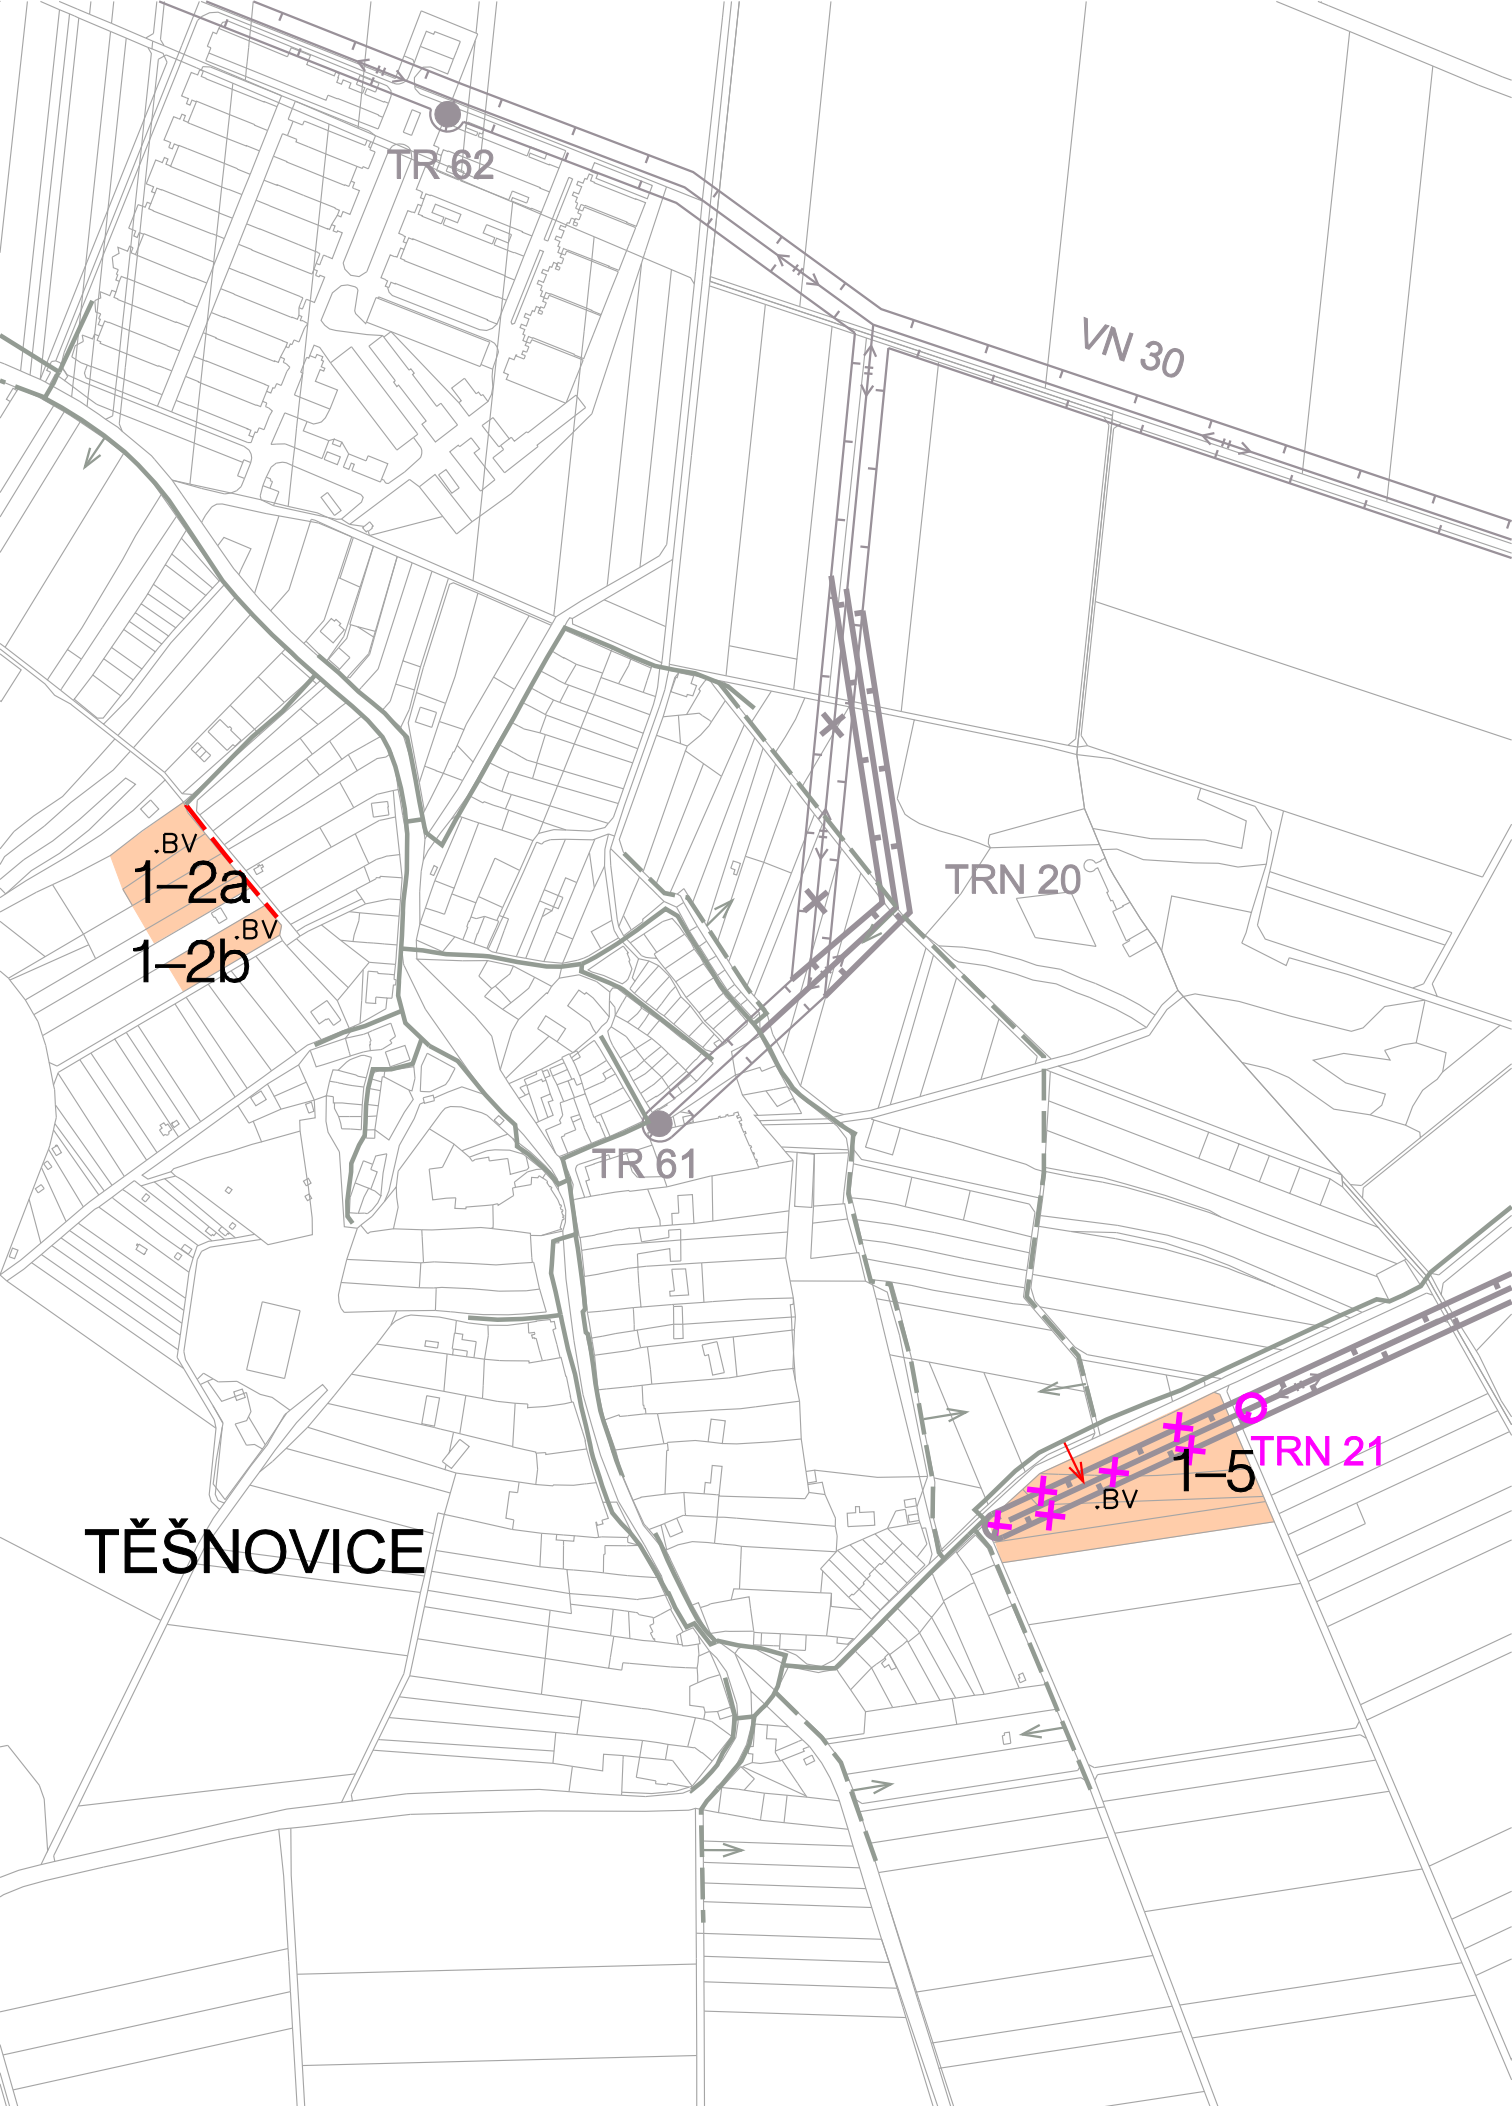 TR 62
VN 30
.BV
1–2a
TRN 20
.BV
1–2b
TR 61
TRN 21
1–5
.BV
TĚŠNOVICE